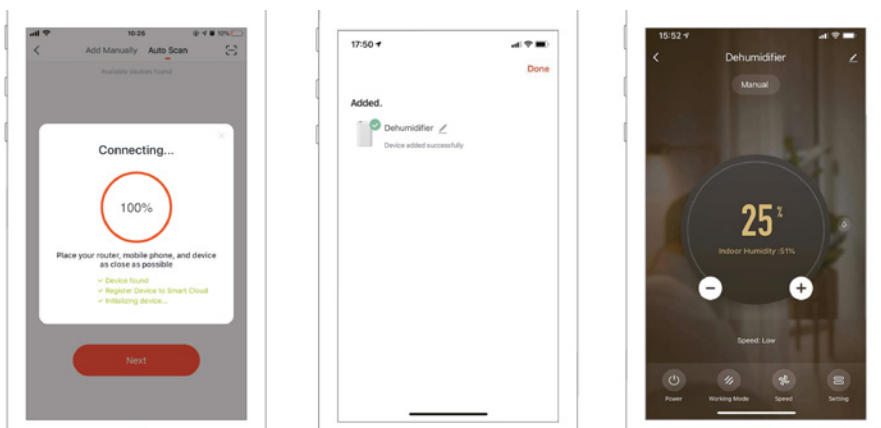 10:26
10%
Add Manually Auto Scan
Available devices found
Connecting...
100%
Place your router, mobile phone, and device
as close as possible
Device found
Register Device to Smart Cloud
Initializing device...
Next
17:50
Done
Added.
Dehumidifier
Device added successfully
15:52
Dehumidifier
Manual
25%
Indoor Humidity :51%
Speed: Low
Power Working Mode Speed Setting